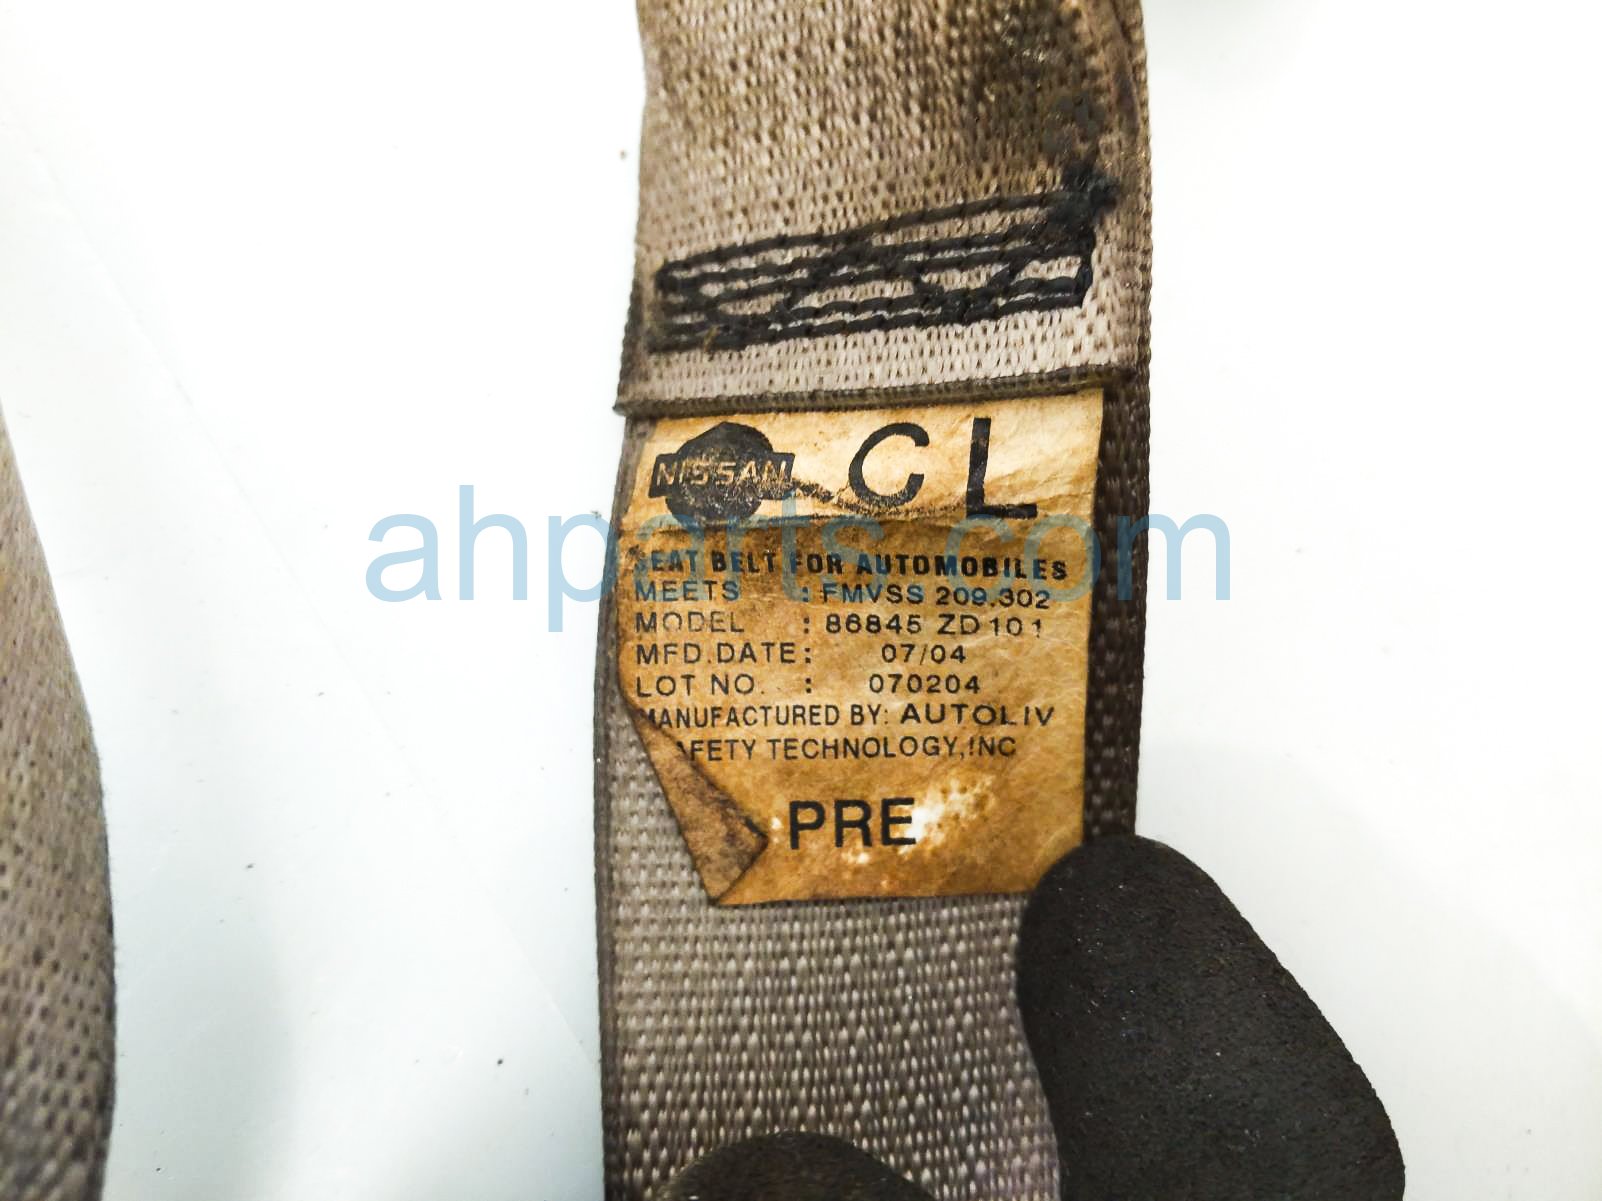 NISSAN CL
ahparts.com
SEAT BELT FOR AUTOMOBILES
MEETS : FMVSS 209.302
MODEL : 86845 ZD101
MFD.DATE: 07/04
LOT NO. : 070204
MANUFACTURED BY: AUTOLIV
SAFETY TECHNOLOGY,INC
PRE